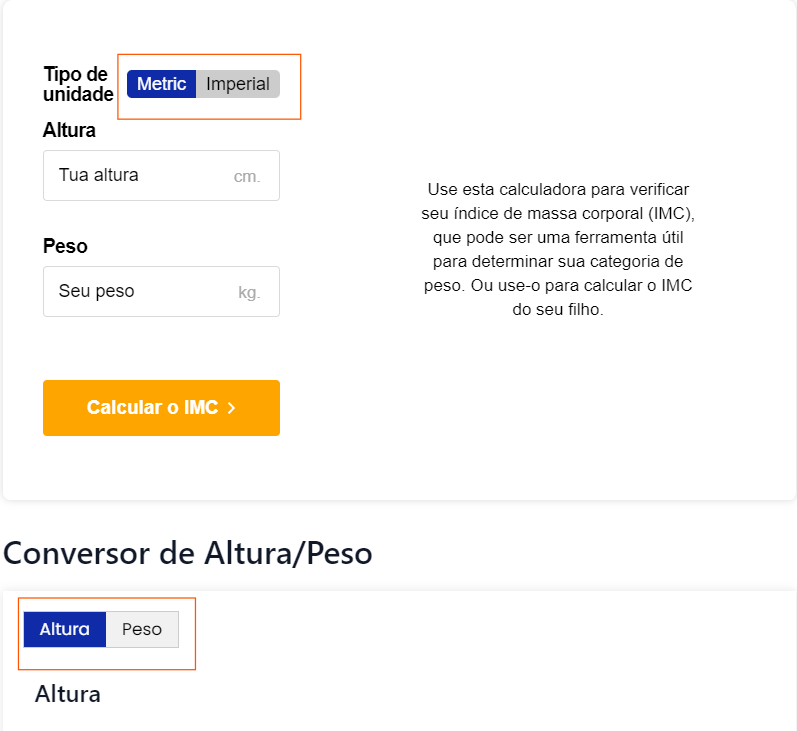 Tipo de
unidade
Metric
Imperial
Altura
Tua altura
cm.
Peso
Seu peso
kg.
Calcular o IMC
Use esta calculadora para verificar
seu índice de massa corporal (IMC),
que pode ser uma ferramenta útil
para determinar sua categoria de
peso. Ou use-o para calcular o IMC
do seu filho.
Conversor de Altura/Peso
Altura
Peso
Altura